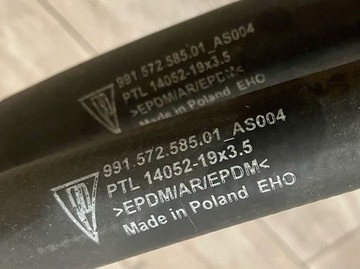 991.572.585.01_AS004
PTL 14052-19x3.5
>EPDM/AR/EPDM<
Made in Poland EHO
991.572.585.01_AS004
PTL 14052-19x3.5
>EPDM/AR/EPDM<
Made in Poland EHO